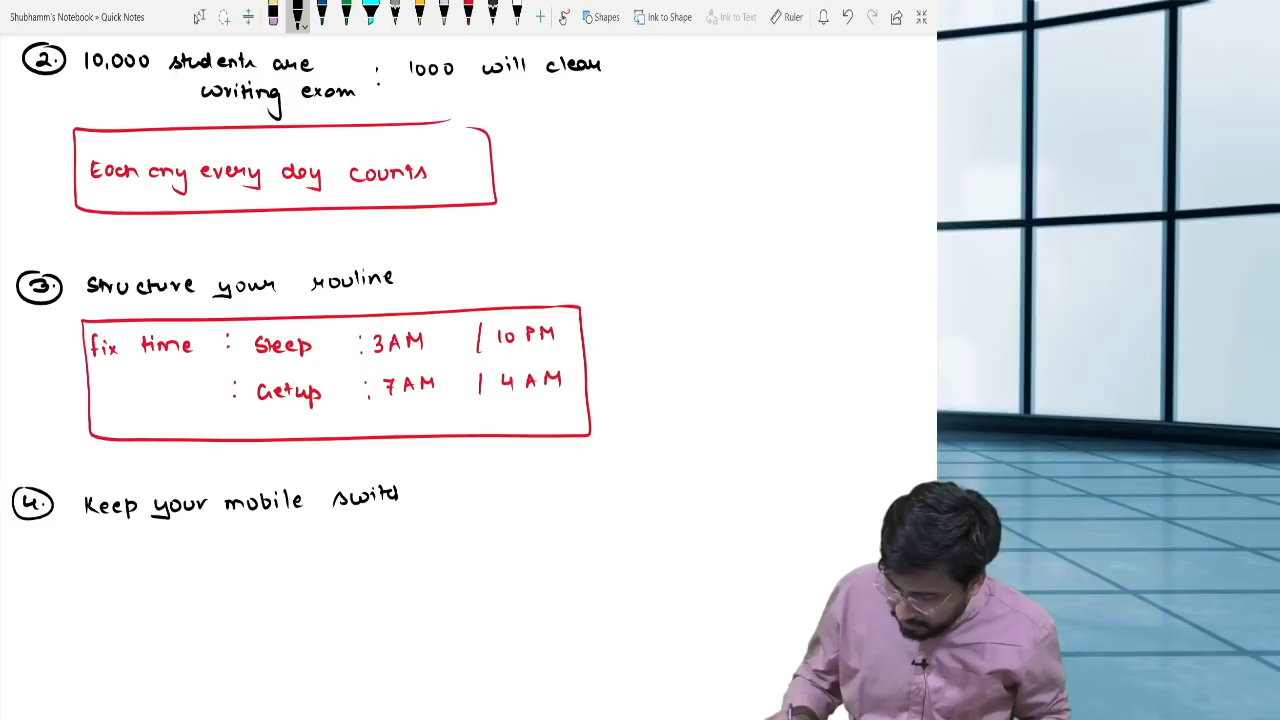 Shubhamm's Notebook » Quick Notes
Shapes
Ink to Shape
Ink to Text
Ruler
2. 10,000 students are : 1000 will clear
writing exam
Each any every day counts
3. Structure your routine
fix time : Sleep : 3 AM / 10 PM
: Getup : 7 AM / 4 AM
4. Keep your mobile switch